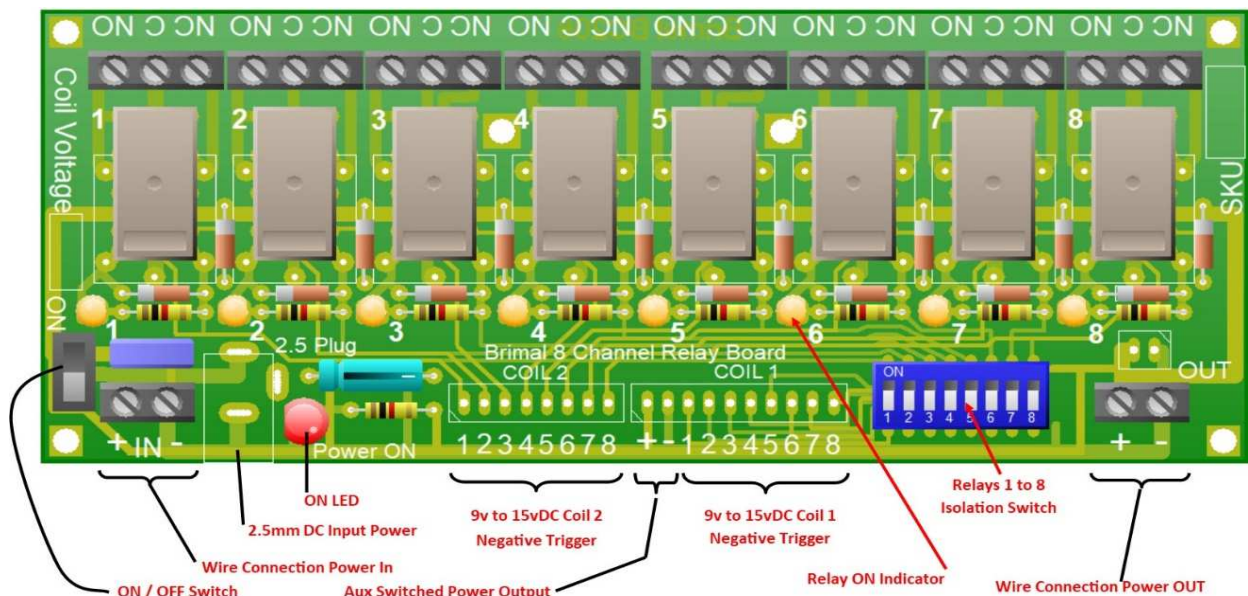 NO C NC NO C NC NO C NC NO C NC NO C NC NO C NC NO C NC NO C NC
Coil Voltage
1 2 3 4 5 6 7 8
SKU
ON
1 2 3 4 5 6 7 8
2.5 Plug
Brimal 8 Channel Relay Board
COIL 2 COIL 1
ON
1 2 3 4 5 6 7 8
OUT
+ IN -
Power ON
12345678
+-12345678
+ -
ON LED
2.5mm DC Input Power
Wire Connection Power In
ON / OFF Switch
9v to 15vDC Coil 2
Negative Trigger
Aux Switched Power Output
9v to 15vDC Coil 1
Negative Trigger
Relay ON Indicator
Relays 1 to 8
Isolation Switch
Wire Connection Power OUT